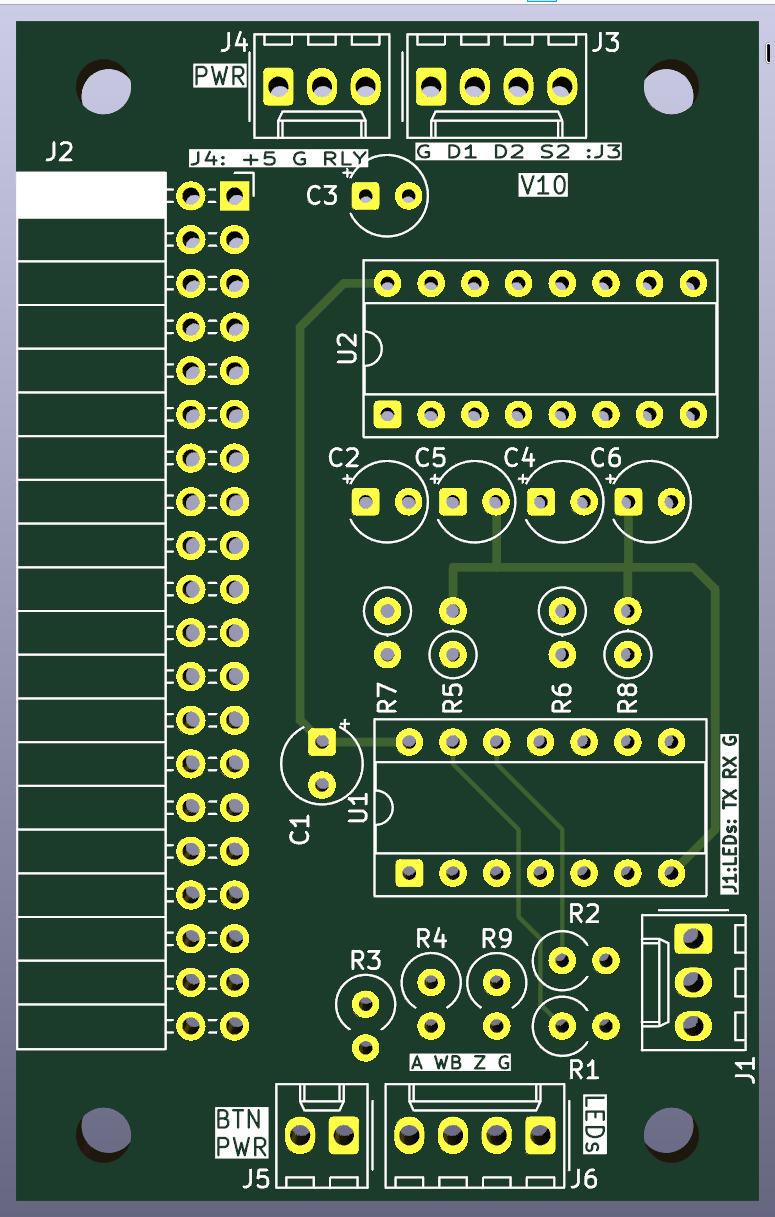 J4
J3
PWR
J2
J4: +5 G RLY
G D1 D2 S2 :J3
+
C3
V10
U2
C2
C5
C4
C6
+
+
+
+
R7
R5
R6
R8
+
C1
U1
J1:LEDs: TX RX G
R2
R4
R9
R3
R1
J1
A WB Z G
BTN
PWR
LEDs
J5
J6